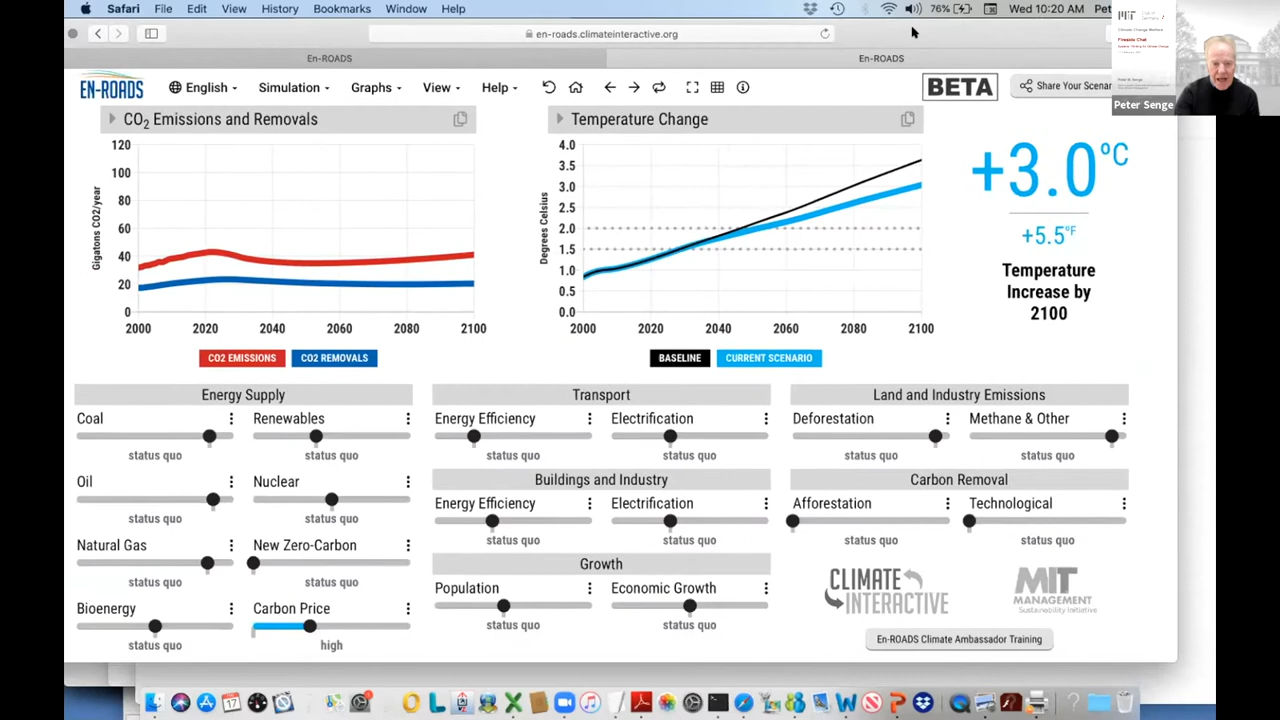 Safari File Edit View History Bookmarks Window Help 76% Wed 10:20 AM Pet
en-roads.climateinteractive.org
En-ROADS En-ROADS
EN-ROADS English Simulation Graphs View Help BETA Share Your Scenar
MIT
Fireside Chat
Peter Senge
CO2 Emissions and Removals
Gigatons CO2/year
120
100
80
60
40
20
0
2000 2020 2040 2060 2080 2100
CO2 EMISSIONS CO2 REMOVALS
Temperature Change
Degrees Celsius
4.0
3.5
3.0
2.5
2.0
1.5
1.0
0.5
0.0
2000 2020 2040 2060 2080 2100
BASELINE CURRENT SCENARIO
+3.0°C
+5.5°F
Temperature
Increase by
2100
Energy Supply
Coal Renewables
status quo status quo
Oil Nuclear
status quo status quo
Natural Gas New Zero-Carbon
status quo status quo
Bioenergy Carbon Price
status quo high
Transport
Energy Efficiency Electrification
status quo status quo
Buildings and Industry
Energy Efficiency Electrification
status quo status quo
Growth
Population Economic Growth
status quo status quo
Land and Industry Emissions
Deforestation Methane & Other
status quo status quo
Carbon Removal
Afforestation Technological
status quo status quo
CLIMATE
INTERACTIVE
MIT
MANAGEMENT
Sustainability Initiative
En-ROADS Climate Ambassador Training
17